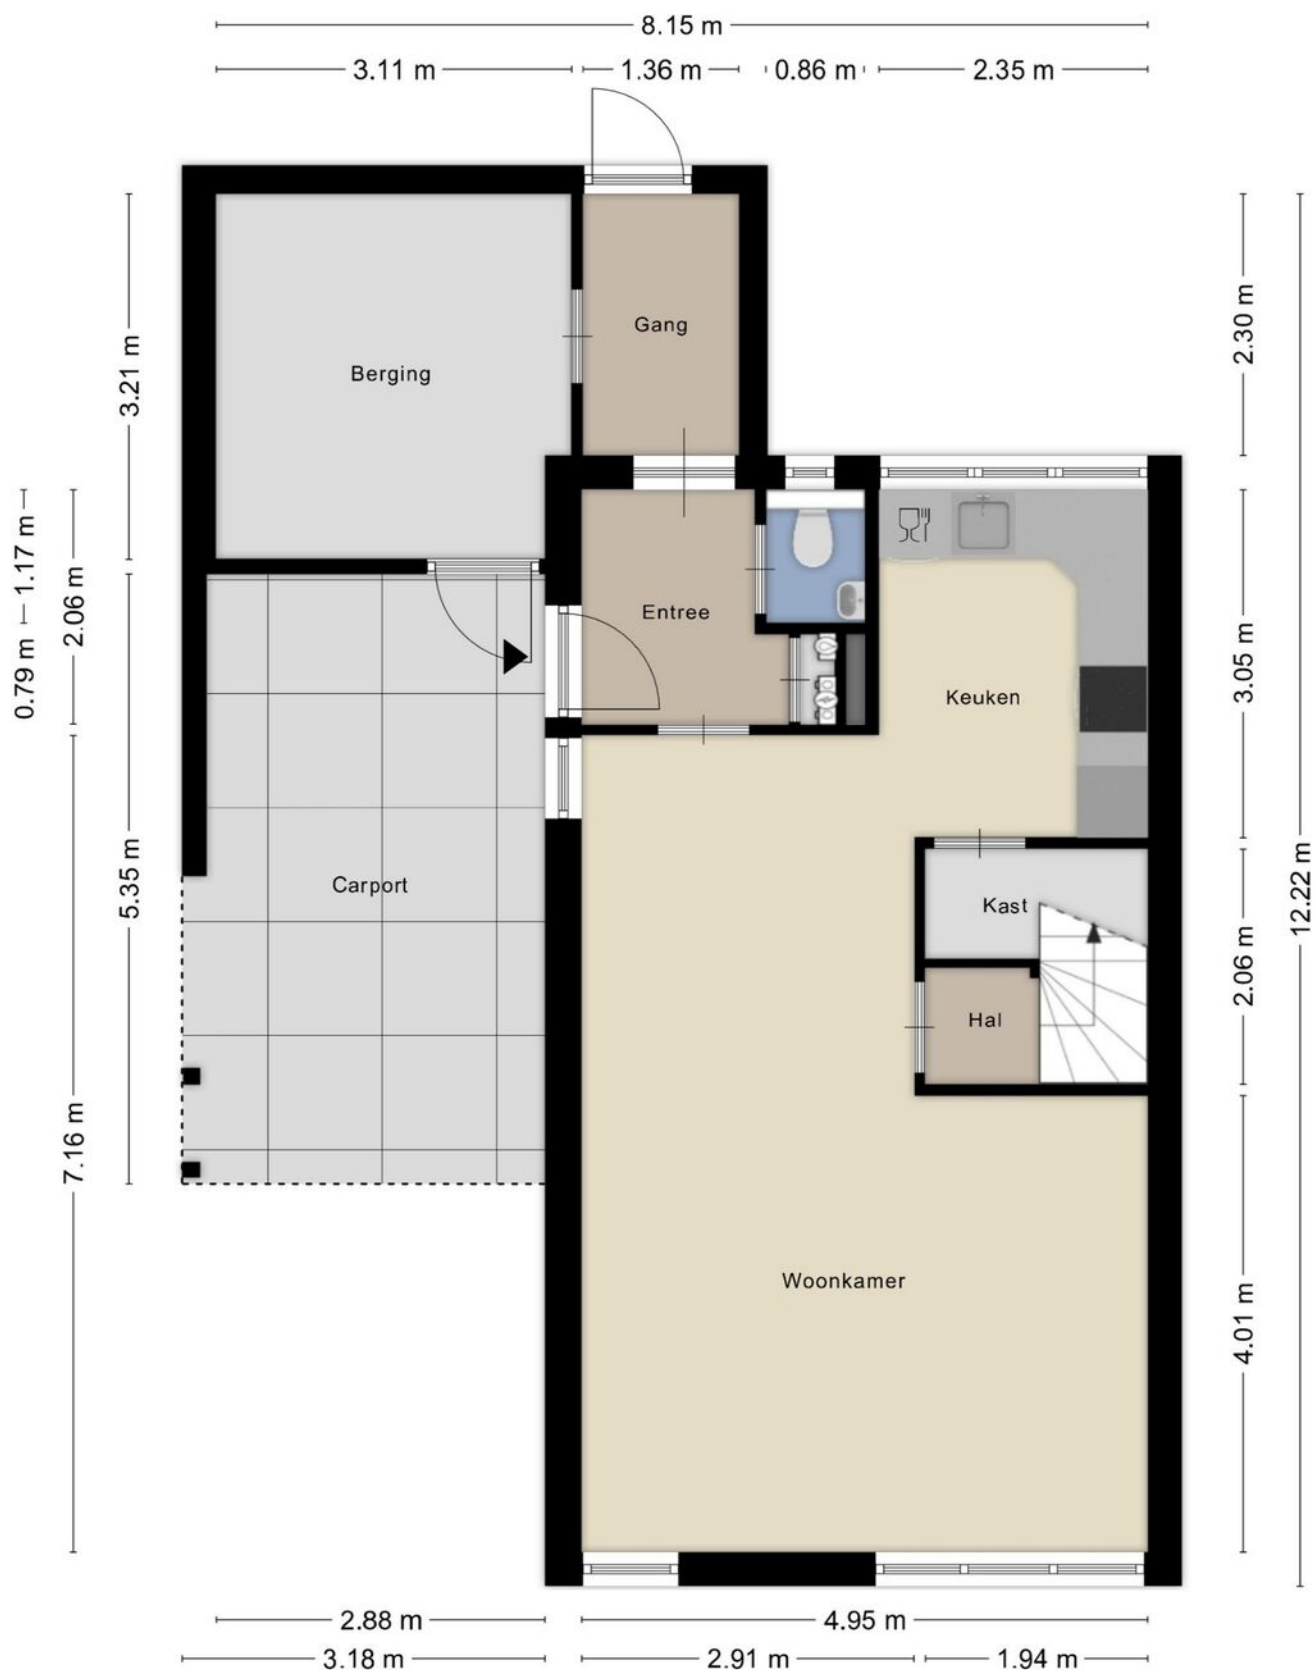 8.15 m
3.11 m
1.36 m
0.86 m
2.35 m
Gang
Berging
3.21 m
2.30 m
1.17 m
0.79 m
2.06 m
Entree
Keuken
3.05 m
Carport
5.35 m
Kast
Hal
2.06 m
12.22 m
7.16 m
Woonkamer
4.01 m
2.88 m
4.95 m
3.18 m
2.91 m
1.94 m